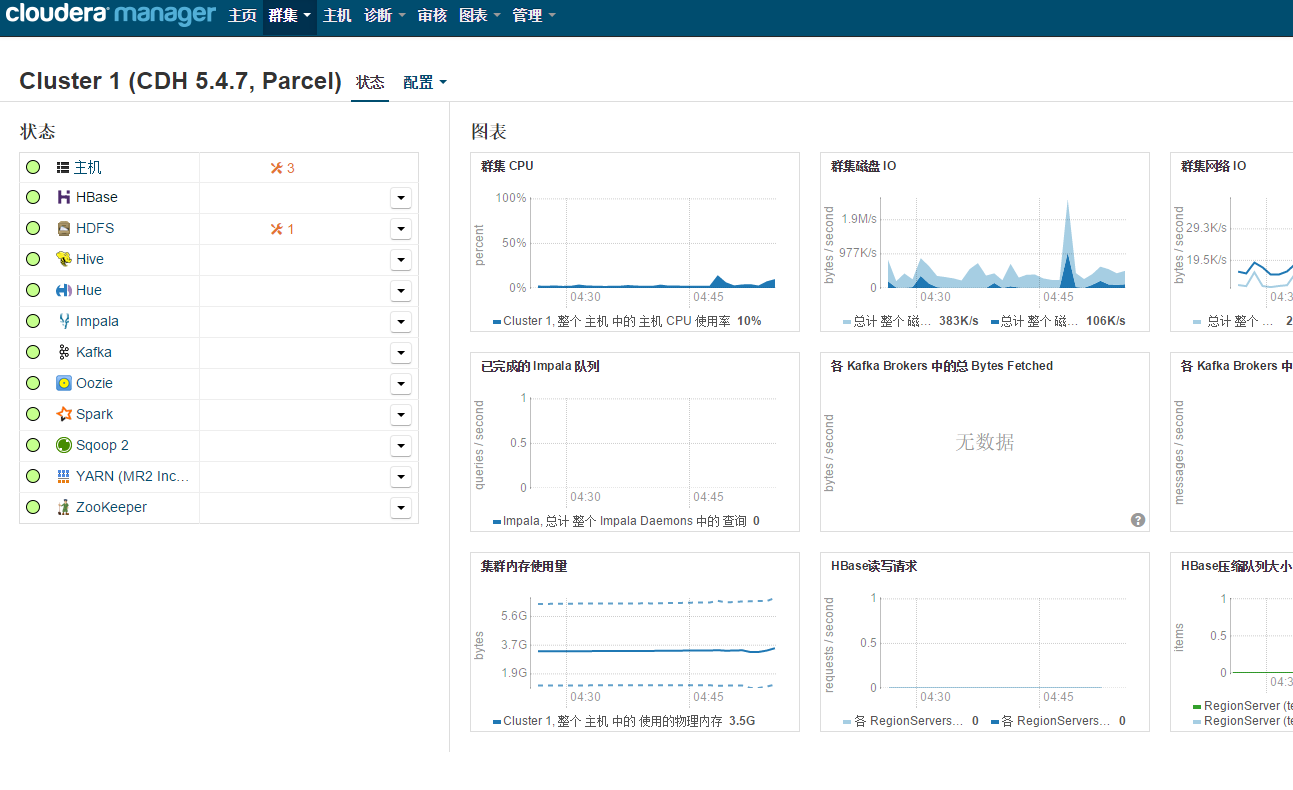 cloudera manager 主页 群集 主机 诊断 审核 图表 管理
Cluster 1 (CDH 5.4.7, Parcel) 状态 配置
状态
主机 3
HBase
HDFS 1
Hive
Hue
Impala
Kafka
Oozie
Spark
Sqoop 2
YARN (MR2 Inc...
ZooKeeper
图表
群集 CPU
percent
100%
50%
0%
04:30 04:45
Cluster 1, 整个 主机 中的 主机 CPU 使用率 10%
群集磁盘 IO
bytes / second
1.9M/s
977K/s
0
04:30 04:45
总计 整个 磁... 383K/s 总计 整个 磁... 106K/s
群集网络 IO
bytes / second
29.3K/s
19.5K/s
04:3
总计 整个 ... 2
已完成的 Impala 队列
queries / second
1
0.5
0
04:30 04:45
Impala, 总计 整个 Impala Daemons 中的 查询 0
各 Kafka Brokers 中的总 Bytes Fetched
bytes / second
无数据
?
各 Kafka Brokers 中
messages / second
集群内存使用量
bytes
5.6G
3.7G
1.9G
04:30 04:45
Cluster 1, 整个 主机 中的 使用的物理内存 3.5G
HBase读写请求
requests / second
1
0.5
0
04:30 04:45
各 RegionServers... 0 各 RegionServers... 0
HBase压缩队列大小
items
1
0.5
0
04:3
RegionServer (te
RegionServer (te